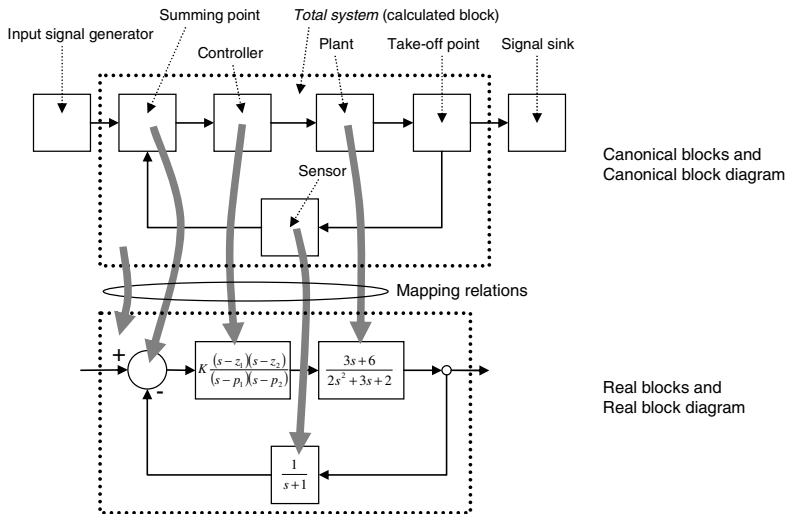 Summing point
Total system (calculated block)
Input signal generator
Controller
Plant
Take-off point
Signal sink
Sensor
Canonical blocks and
Canonical block diagram
Mapping relations
+
-
K (s−z₁)(s−z₂) / (s−p₁)(s−p₂)
3s+6 / 2s²+3s+2
Real blocks and
Real block diagram
1 / s+1